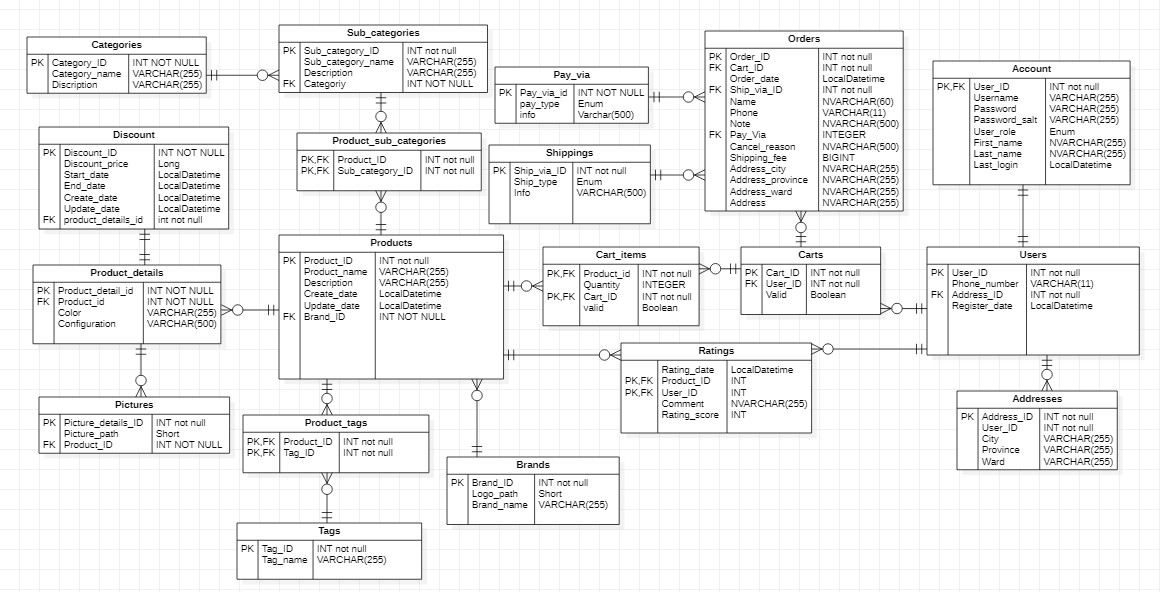 Categories
PK Category_ID INT NOT NULL
Category_name VARCHAR(255)
Discription VARCHAR(255)
Sub_categories
PK Sub_category_ID INT not null
Sub_category_name VARCHAR(255)
Description VARCHAR(255)
FK Categoriy INT NOT NULL
Pay_via
PK Pay_via_id INT NOT NULL
pay_type Enum
info Varchar(500)
Orders
PK Order_ID INT not null
FK Cart_ID INT not null
Order_date LocalDatetime
FK Ship_via_ID INT not null
Name NVARCHAR(60)
Phone VARCHAR(11)
Note NVARCHAR(500)
FK Pay_Via INTEGER
Cancel_reason NVARCHAR(500)
Shipping_fee BIGINT
Address_city NVARCHAR(255)
Address_province NVARCHAR(255)
Address_ward NVARCHAR(255)
Address NVARCHAR(255)
Account
PK,FK User_ID INT not null
Username VARCHAR(255)
Password VARCHAR(255)
Password_salt VARCHAR(255)
User_role Enum
First_name NVARCHAR(255)
Last_name NVARCHAR(255)
Last_login LocalDatetime
Discount
PK Discount_ID INT NOT NULL
Discount_price Long
Start_date LocalDatetime
End_date LocalDatetime
Create_date LocalDatetime
Update_date LocalDatetime
FK product_details_id int not null
Product_sub_categories
PK,FK Product_ID INT not null
PK,FK Sub_category_ID INT not null
Shippings
PK Ship_via_ID INT not null
Ship_type Enum
Info VARCHAR(500)
Product_details
PK Product_detail_id INT NOT NULL
FK Product_id INT NOT NULL
Color VARCHAR(255)
Configuration VARCHAR(500)
Products
PK Product_ID INT not null
Product_name VARCHAR(255)
Description VARCHAR(255)
Create_date LocalDatetime
Update_date LocalDatetime
FK Brand_ID INT NOT NULL
Cart_items
PK,FK Product_id INT not null
Quantity INTEGER
PK,FK Cart_ID INT not null
valid Boolean
Carts
PK Cart_ID INT not null
FK User_ID INT not null
Valid Boolean
Users
PK User_ID INT not null
Phone_number VARCHAR(11)
FK Address_ID INT not null
Register_date LocalDatetime
Ratings
Rating_date LocalDatetime
PK,FK Product_ID INT
PK,FK User_ID INT
Comment NVARCHAR(255)
Rating_score INT
Pictures
PK Picture_details_ID INT not null
Picture_path Short
FK Product_ID INT NOT NULL
Product_tags
PK,FK Product_ID INT not null
PK,FK Tag_ID INT not null
Brands
PK Brand_ID INT not null
Logo_path Short
Brand_name VARCHAR(255)
Addresses
PK Address_ID INT not null
User_ID INT not null
City VARCHAR(255)
Province VARCHAR(255)
Ward VARCHAR(255)
Tags
PK Tag_ID INT not null
Tag_name VARCHAR(255)